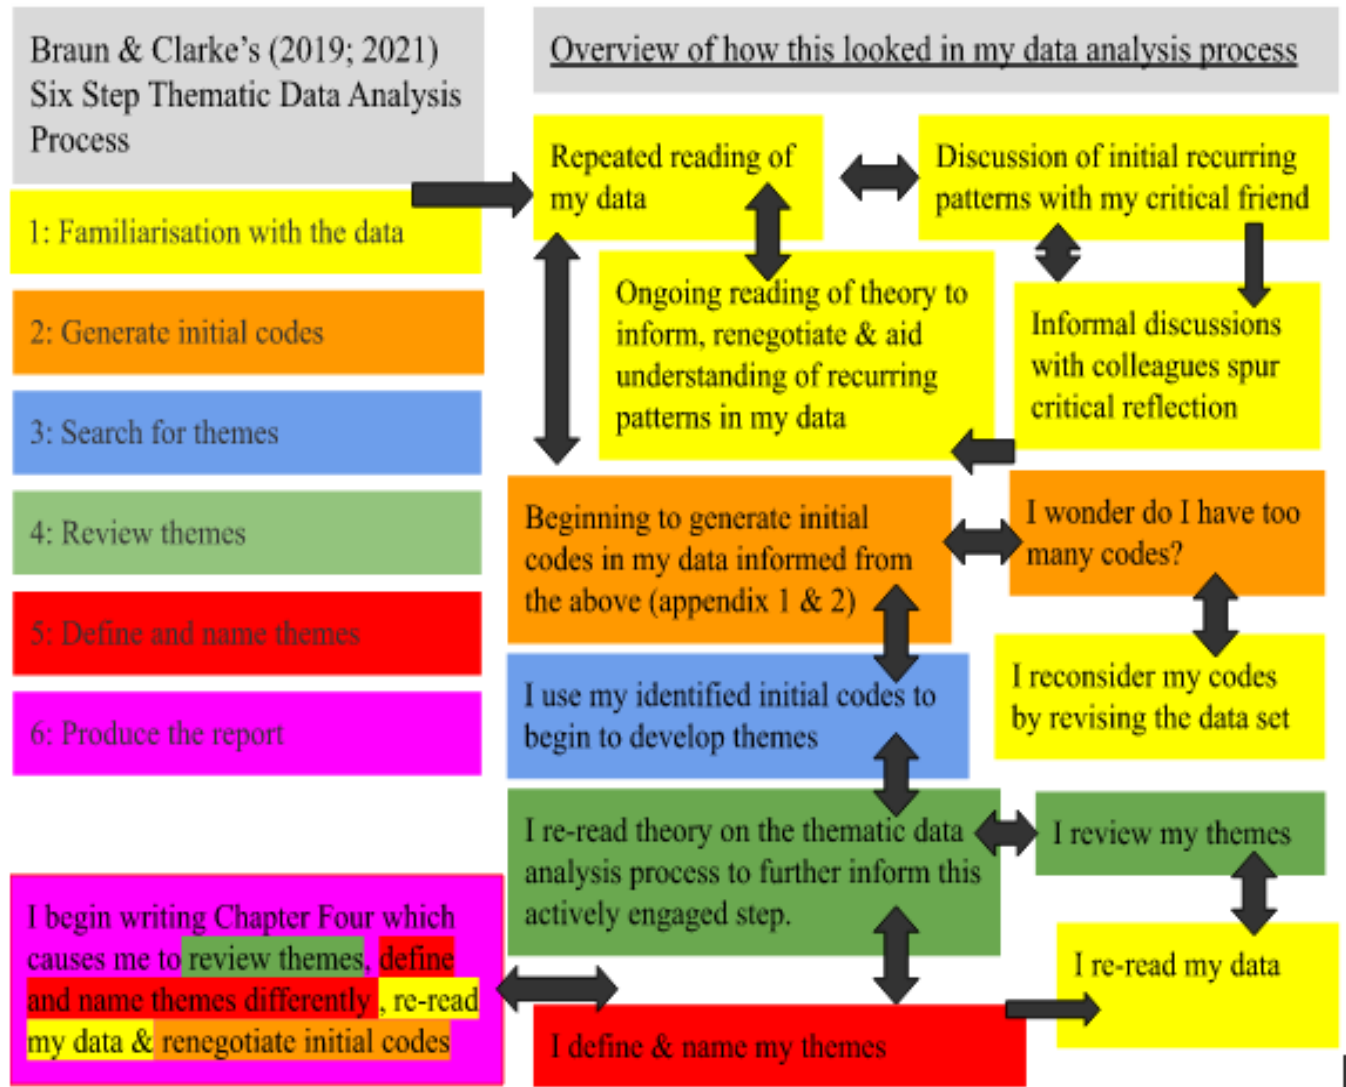 Braun & Clarke’s (2019; 2021)
Six Step Thematic Data Analysis
Process
1: Familiarisation with the data
2: Generate initial codes
3: Search for themes
4: Review themes
5: Define and name themes
6: Produce the report
Overview of how this looked in my data analysis process
Repeated reading of
my data
Discussion of initial recurring
patterns with my critical friend
Ongoing reading of theory to
inform, renegotiate & aid
understanding of recurring
patterns in my data
Informal discussions
with colleagues spur
critical reflection
Beginning to generate initial
codes in my data informed from
the above (appendix 1 & 2)
I wonder do I have too
many codes?
I reconsider my codes
by revising the data set
I use my identified initial codes to
begin to develop themes
I re-read theory on the thematic data
analysis process to further inform this
actively engaged step.
I review my themes
I re-read my data
I define & name my themes
I begin writing Chapter Four which
causes me to review themes, define
and name themes differently , re-read
my data & renegotiate initial codes